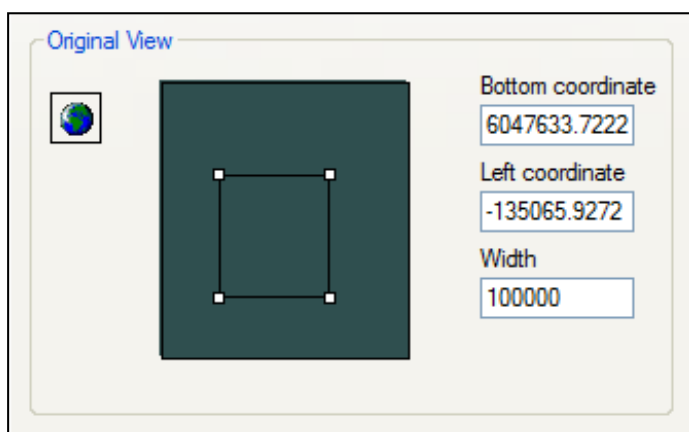 Original View
Bottom coordinate
6047633.7222
Left coordinate
-135065.9272
Width
100000